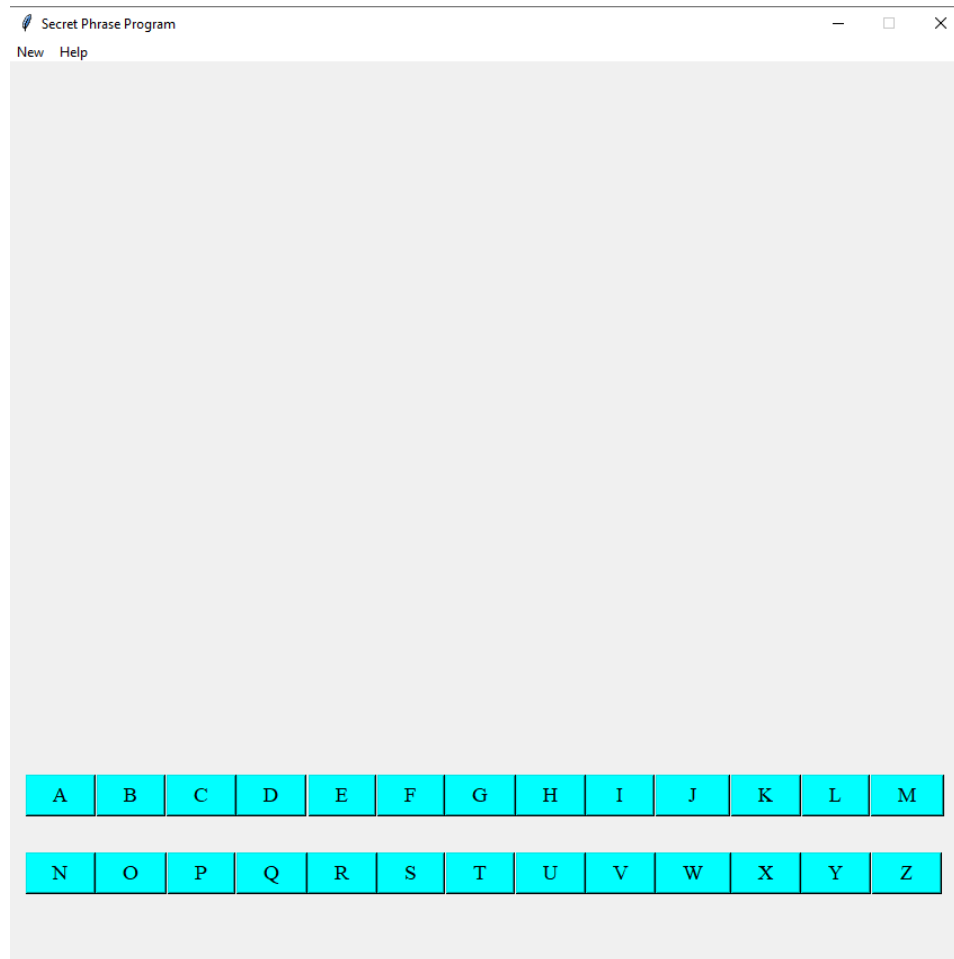 Secret Phrase Program
New Help
A B C D E F G H I J K L M
N O P Q R S T U V W X Y Z